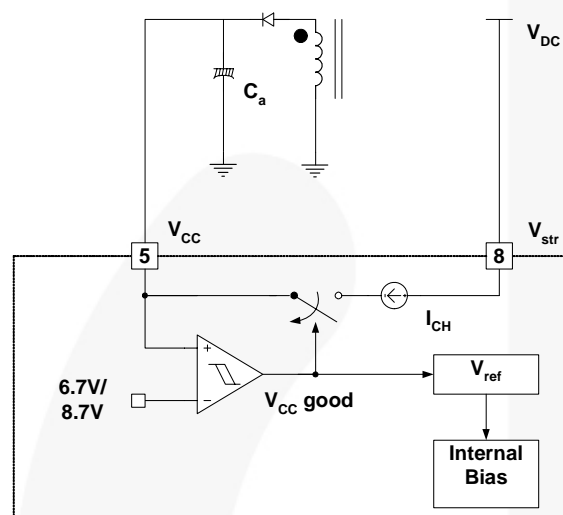 V_DC
C_a
V_CC
V_str
5
8
I_CH
6.7V/
8.7V
+
−
V_CC good
V_ref
Internal
Bias